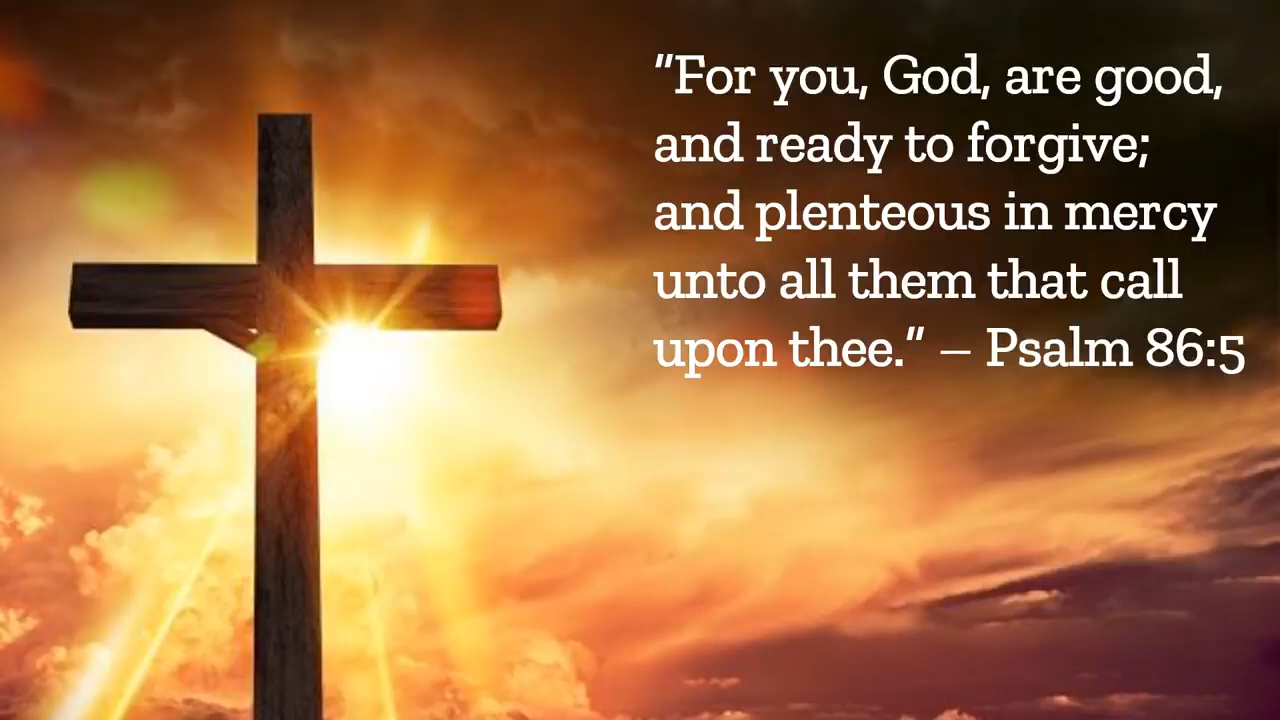 "For you, God, are good,
and ready to forgive;
and plenteous in mercy
unto all them that call
upon thee." – Psalm 86:5